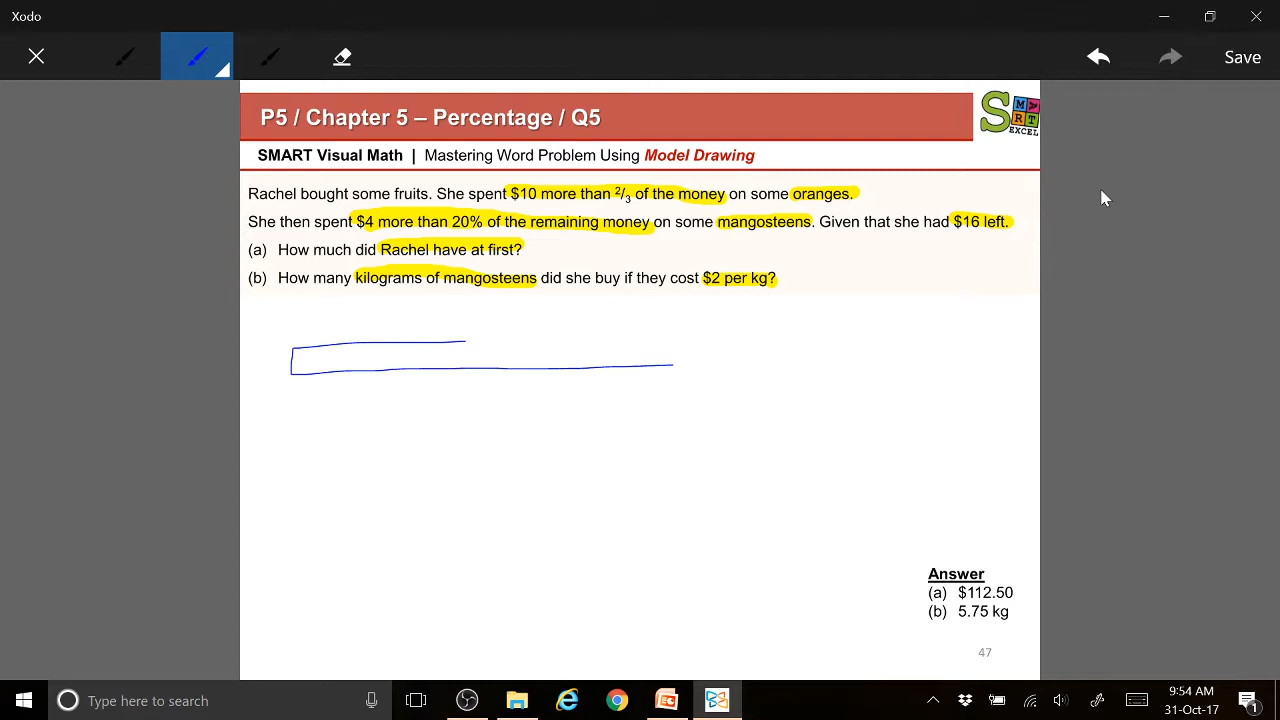 Xodo
Save
P5 / Chapter 5 – Percentage / Q5
SMART EXCEL
SMART Visual Math | Mastering Word Problem Using Model Drawing
Rachel bought some fruits. She spent $10 more than 2/3 of the money on some oranges.
She then spent $4 more than 20% of the remaining money on some mangosteens. Given that she had $16 left.
(a) How much did Rachel have at first?
(b) How many kilograms of mangosteens did she buy if they cost $2 per kg?
Answer
(a) $112.50
(b) 5.75 kg
47
Type here to search
9:54 AM
31-Oct-17
1